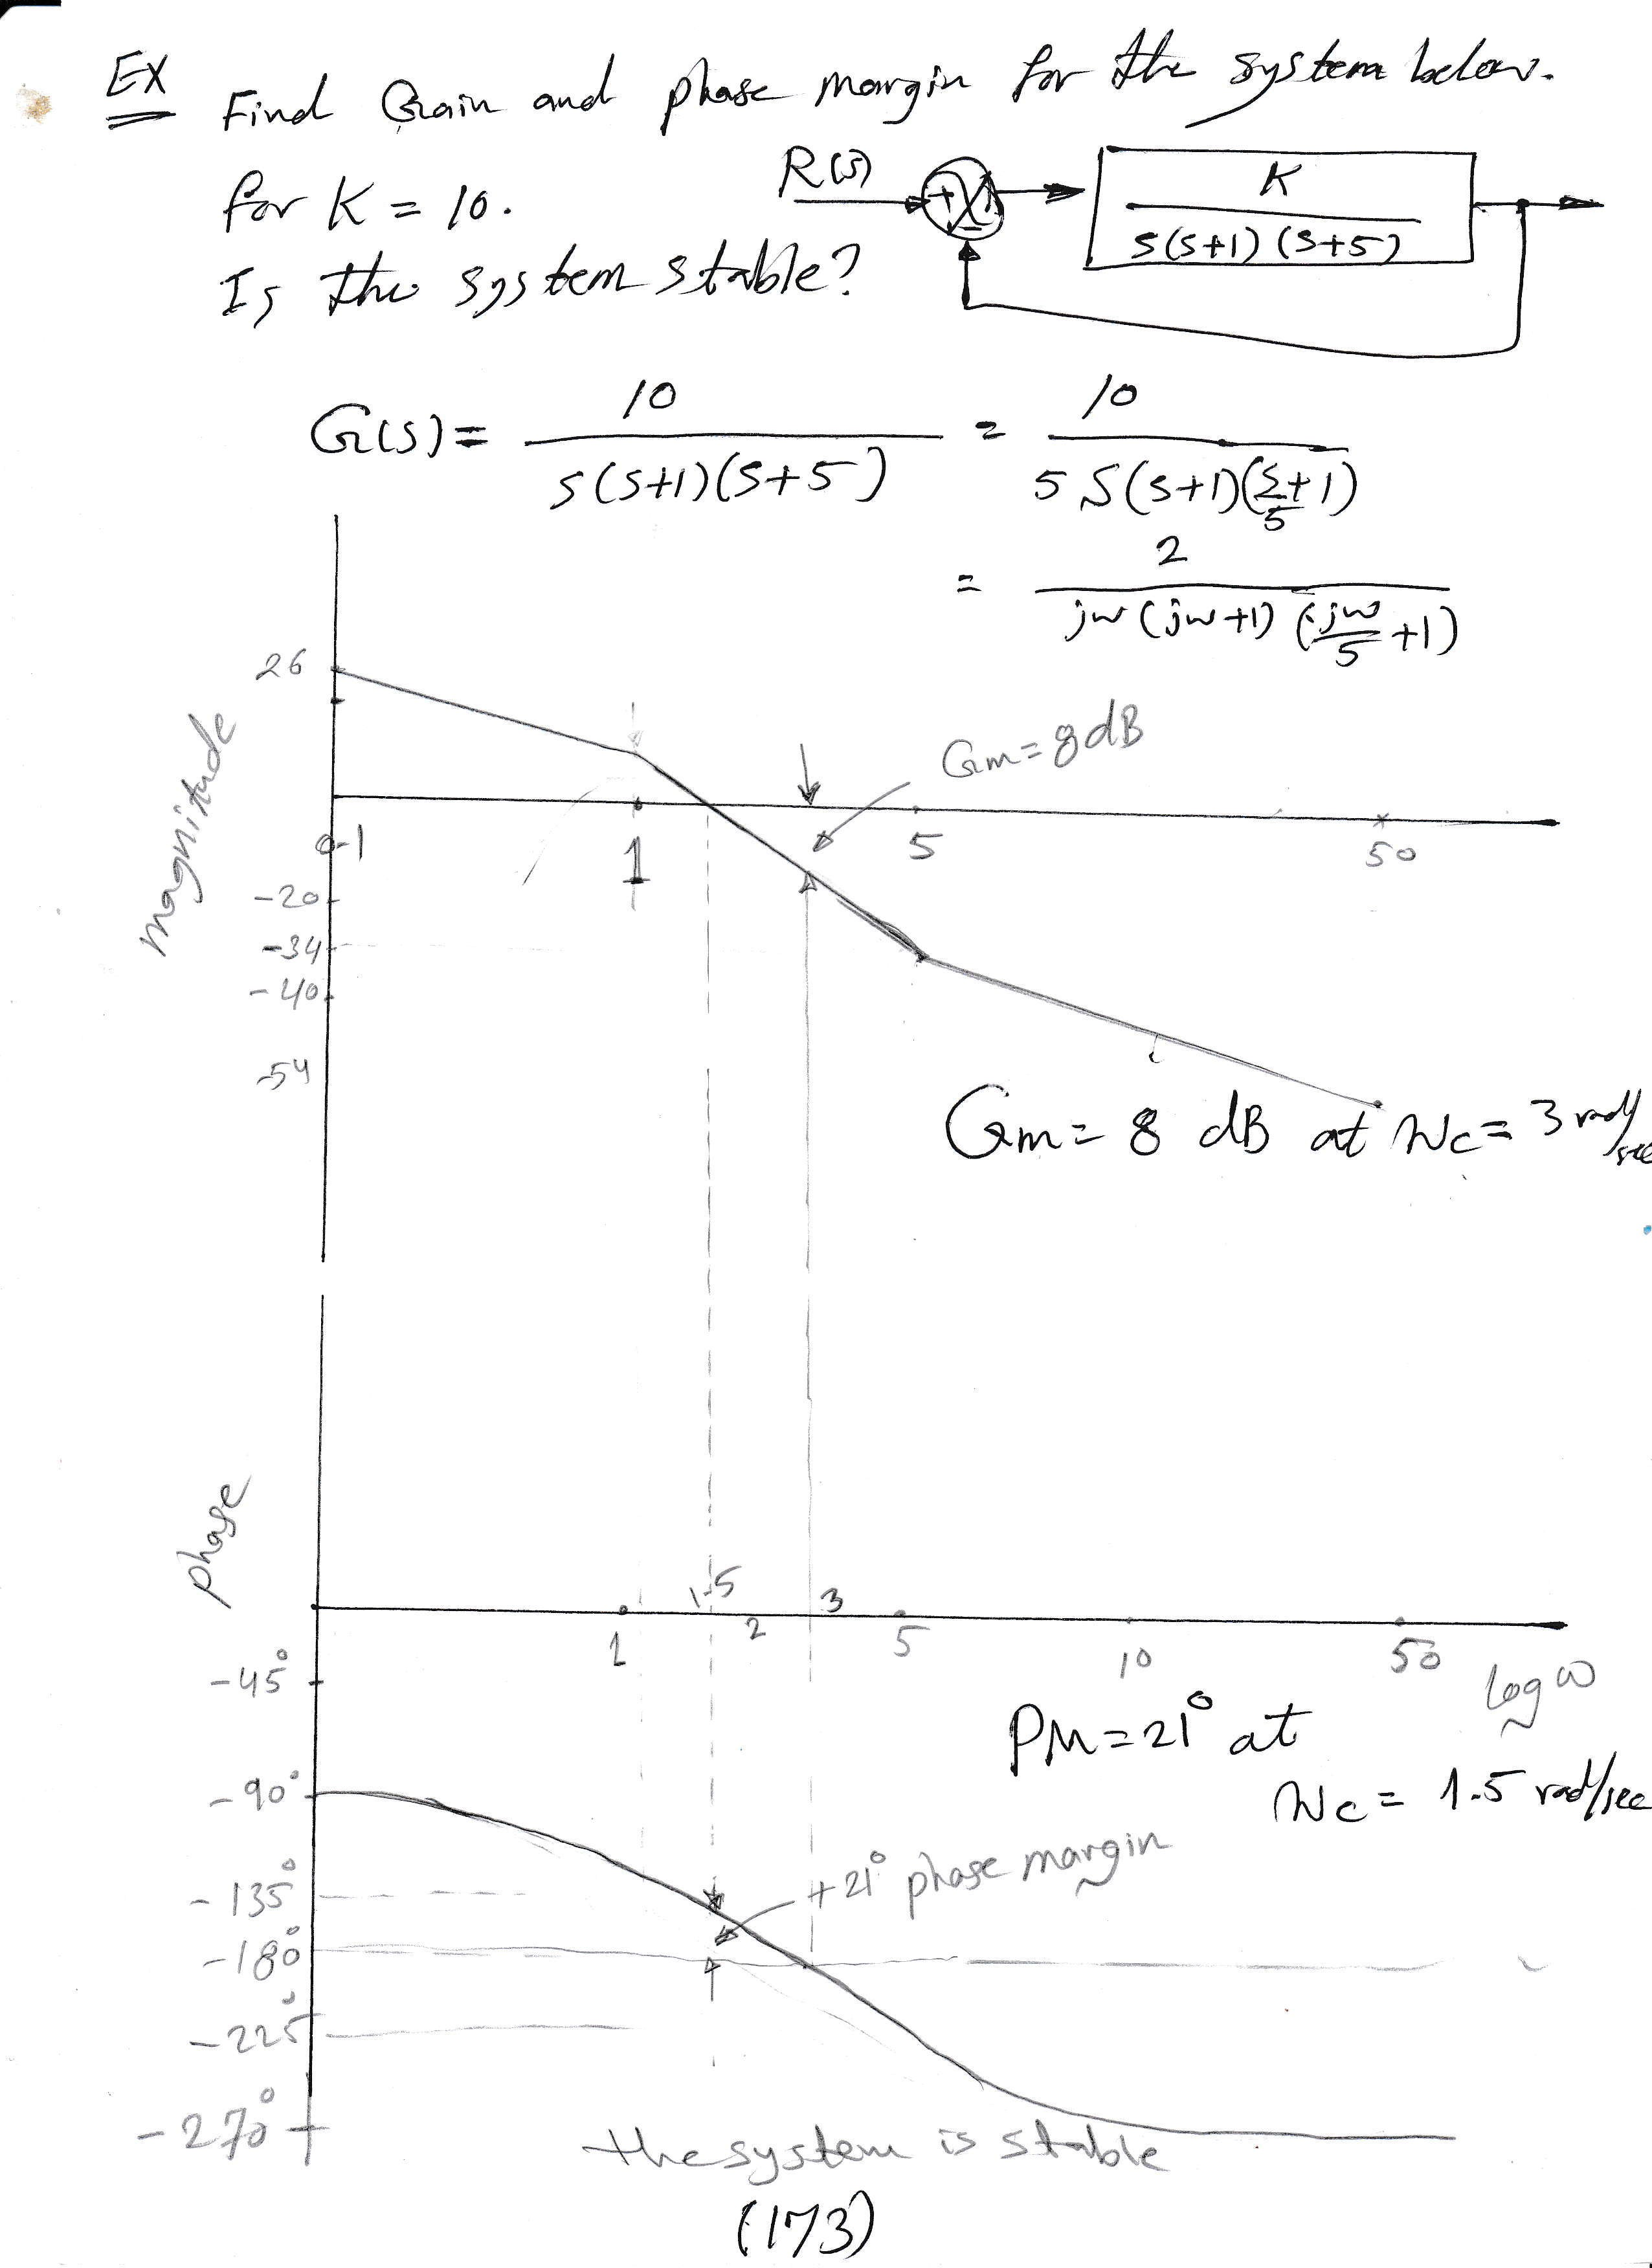 EX Find Gain and phase margin for the system below.
for K = 10.
Is the system stable?
R(s)
+
-
K
s(s+1)(s+5)
G(s) = 10 / s(s+1)(s+5) = 10 / 5 S(s+1)(s/5+1)
= 2 / jw(jw+1)(jw/5+1)
magnitude
26
Gm = 8 dB
0.1
1
5
50
-20
-34
-40
-54
Gm = 8 dB at Wc = 3 rad/sec
phase
1.5
3
1
2
5
10
50
log ω
-45°
PM = 21° at
Wc = 1.5 rad/sec
-90°
+21° phase margin
-135°
-180°
-225°
-270°
the system is stable
(173)